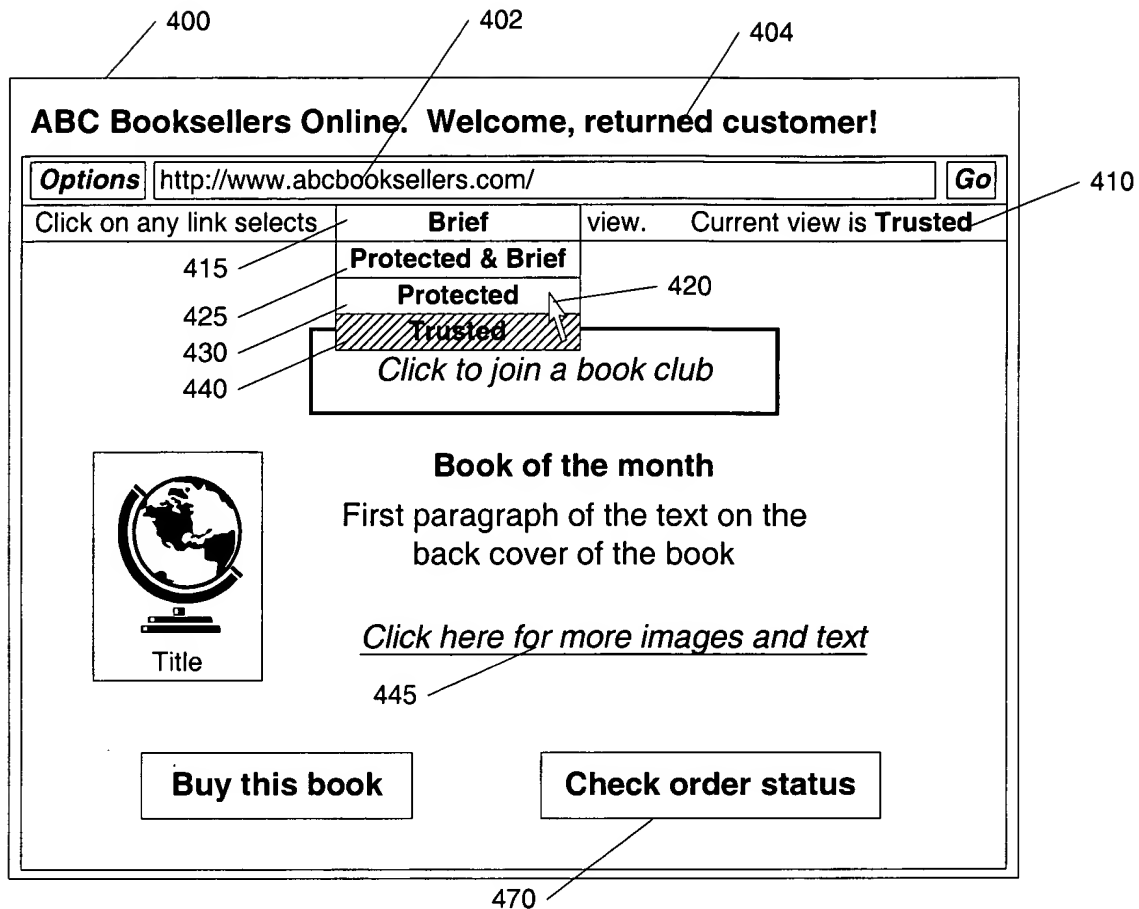 400
402
404
ABC Booksellers Online. Welcome, returned customer!
Options http://www.abcbooksellers.com/ Go
410
Click on any link selects Brief view. Current view is Trusted
415
Protected & Brief
425
Protected
420
430
Trusted
440
Click to join a book club
Book of the month
First paragraph of the text on the
back cover of the book
Click here for more images and text
Title
445
Buy this book
Check order status
470